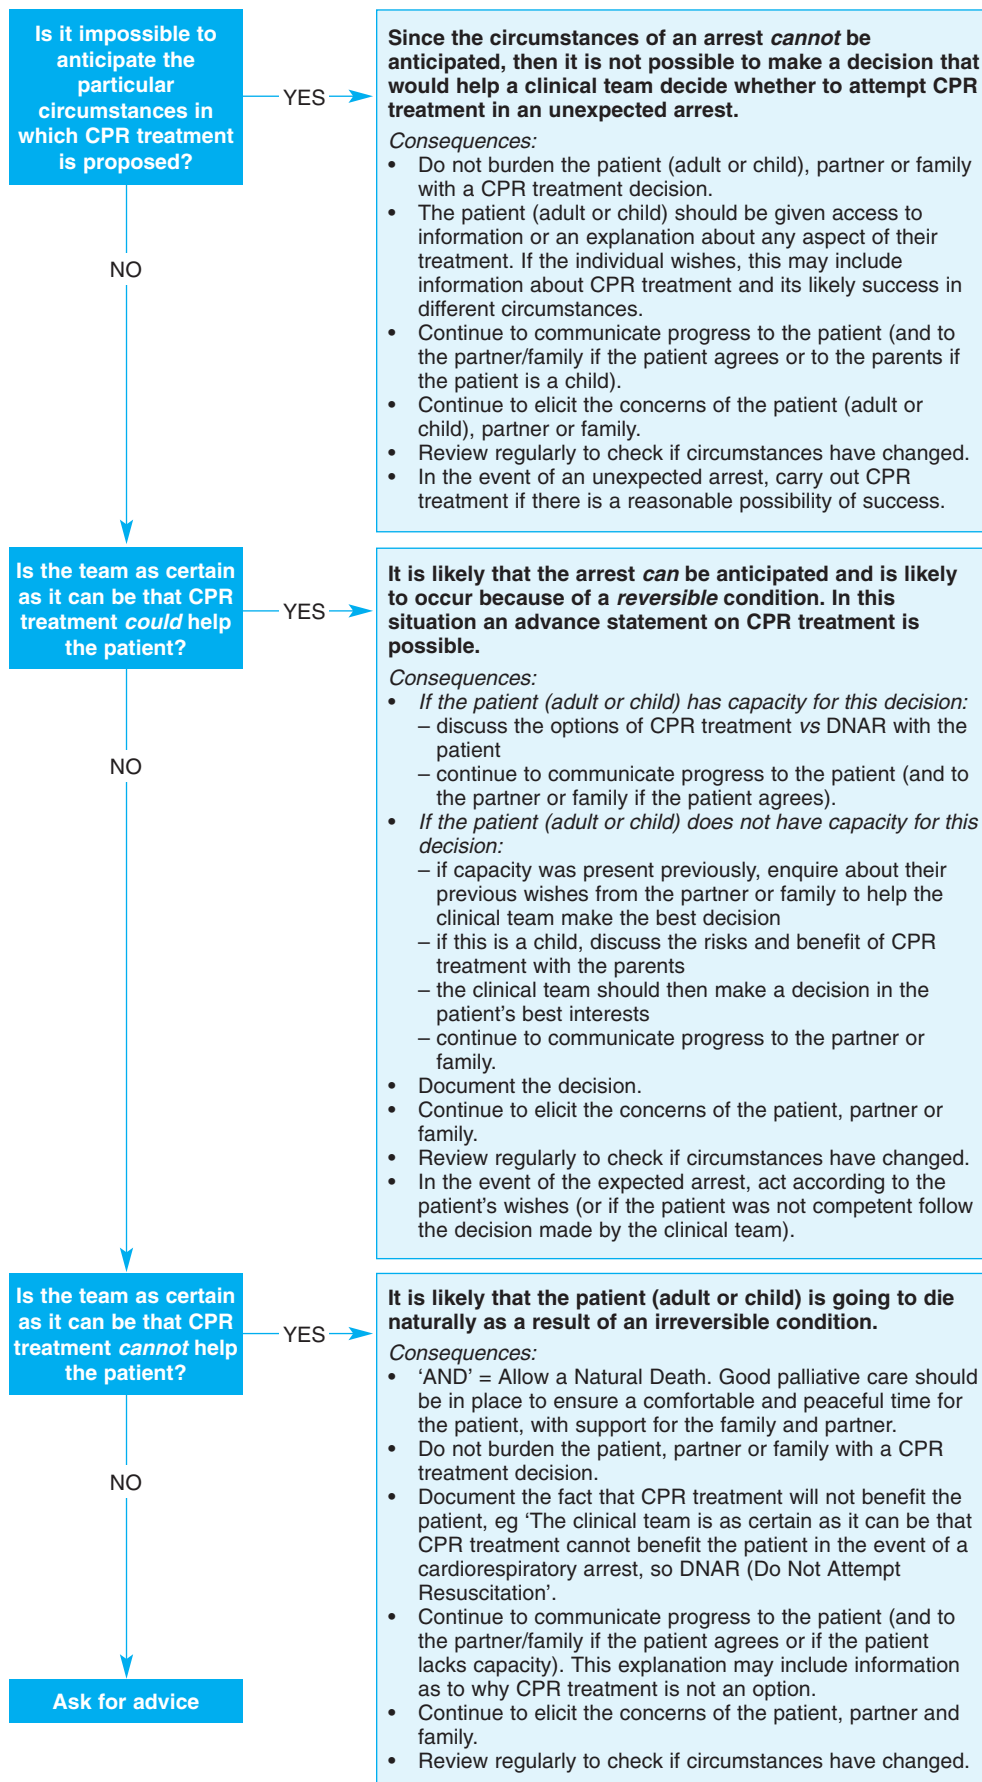 Is it impossible to
anticipate the
particular
circumstances in
which CPR treatment
is proposed?
YES
Since the circumstances of an arrest cannot be
anticipated, then it is not possible to make a decision that
would help a clinical team decide whether to attempt CPR
treatment in an unexpected arrest.
Consequences:
• Do not burden the patient (adult or child), partner or family
with a CPR treatment decision.
• The patient (adult or child) should be given access to
information or an explanation about any aspect of their
treatment. If the individual wishes, this may include
information about CPR treatment and its likely success in
different circumstances.
• Continue to communicate progress to the patient (and to
the partner/family if the patient agrees or to the parents if
the patient is a child).
• Continue to elicit the concerns of the patient (adult or
child), partner or family.
• Review regularly to check if circumstances have changed.
• In the event of an unexpected arrest, carry out CPR
treatment if there is a reasonable possibility of success.
NO
Is the team as certain
as it can be that CPR
treatment could help
the patient?
YES
It is likely that the arrest can be anticipated and is likely
to occur because of a reversible condition. In this
situation an advance statement on CPR treatment is
possible.
Consequences:
• If the patient (adult or child) has capacity for this decision:
– discuss the options of CPR treatment vs DNAR with the
patient
– continue to communicate progress to the patient (and to
the partner or family if the patient agrees).
• If the patient (adult or child) does not have capacity for this
decision:
– if capacity was present previously, enquire about their
previous wishes from the partner or family to help the
clinical team make the best decision
– if this is a child, discuss the risks and benefit of CPR
treatment with the parents
– the clinical team should then make a decision in the
patient's best interests
– continue to communicate progress to the partner or
family.
• Document the decision.
• Continue to elicit the concerns of the patient, partner or
family.
• Review regularly to check if circumstances have changed.
• In the event of the expected arrest, act according to the
patient's wishes (or if the patient was not competent follow
the decision made by the clinical team).
NO
Is the team as certain
as it can be that CPR
treatment cannot help
the patient?
YES
It is likely that the patient (adult or child) is going to die
naturally as a result of an irreversible condition.
Consequences:
• 'AND' = Allow a Natural Death. Good palliative care should
be in place to ensure a comfortable and peaceful time for
the patient, with support for the family and partner.
• Do not burden the patient, partner or family with a CPR
treatment decision.
• Document the fact that CPR treatment will not benefit the
patient, eg 'The clinical team is as certain as it can be that
CPR treatment cannot benefit the patient in the event of a
cardiorespiratory arrest, so DNAR (Do Not Attempt
Resuscitation'.
• Continue to communicate progress to the patient (and to
the partner/family if the patient agrees or if the patient
lacks capacity). This explanation may include information
as to why CPR treatment is not an option.
• Continue to elicit the concerns of the patient, partner and
family.
• Review regularly to check if circumstances have changed.
NO
Ask for advice